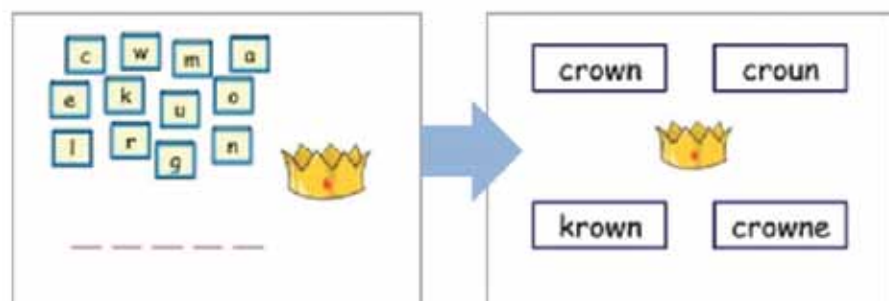 c w m a
e k u o
l r g n
crown croun
krown crowne